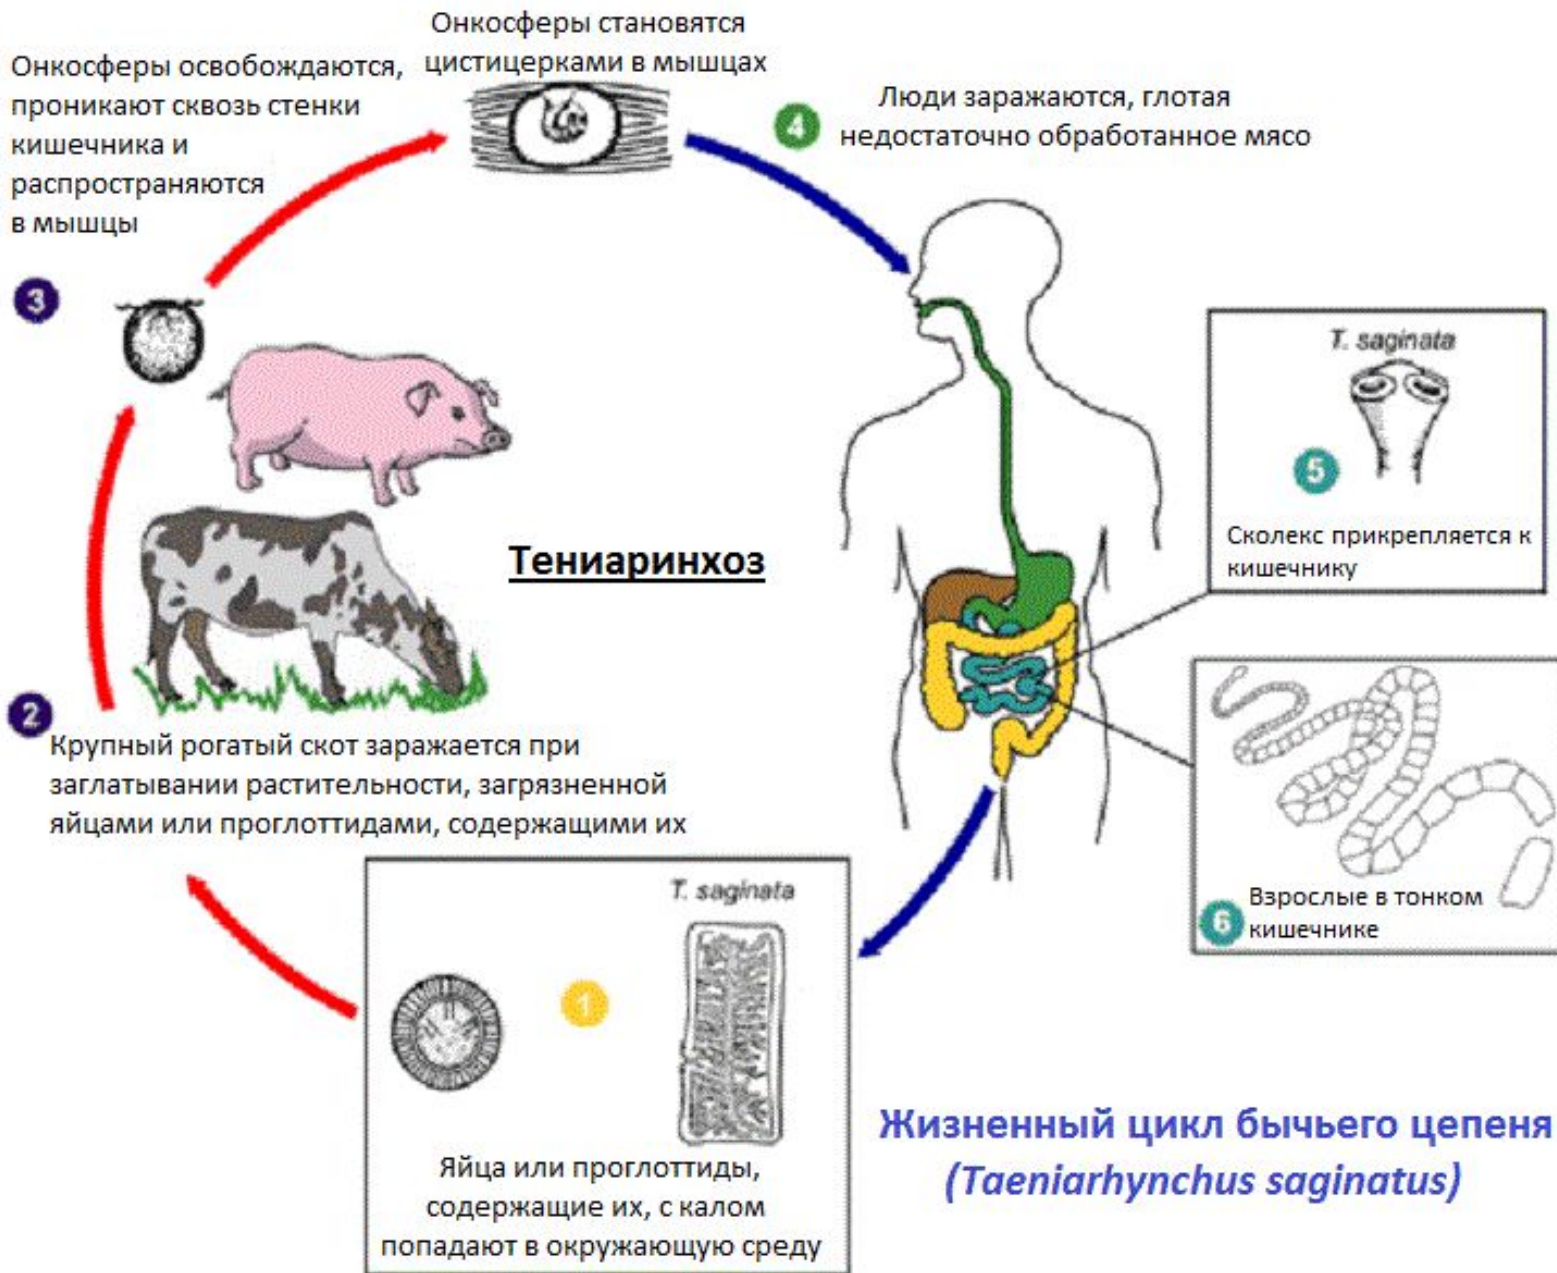 Онкосферы становятся
цистицерками в мышцах
Онкосферы освобождаются,
проникают сквозь стенки
кишечника и
распространяются
в мышцы
4
Люди заражаются, глотая
недостаточно обработанное мясо
3
T. saginata
5
Сколекс прикрепляется к
кишечнику
Тениаринхоз
2
Крупный рогатый скот заражается при
заглатывании растительности, загрязненной
яйцами или проглоттидами, содержащими их
6
Взрослые в тонком
кишечнике
T. saginata
1
Яйца или проглоттиды,
содержащие их, с калом
попадают в окружающую среду
Жизненный цикл бычьего цепеня
(Taeniarhynchus saginatus)